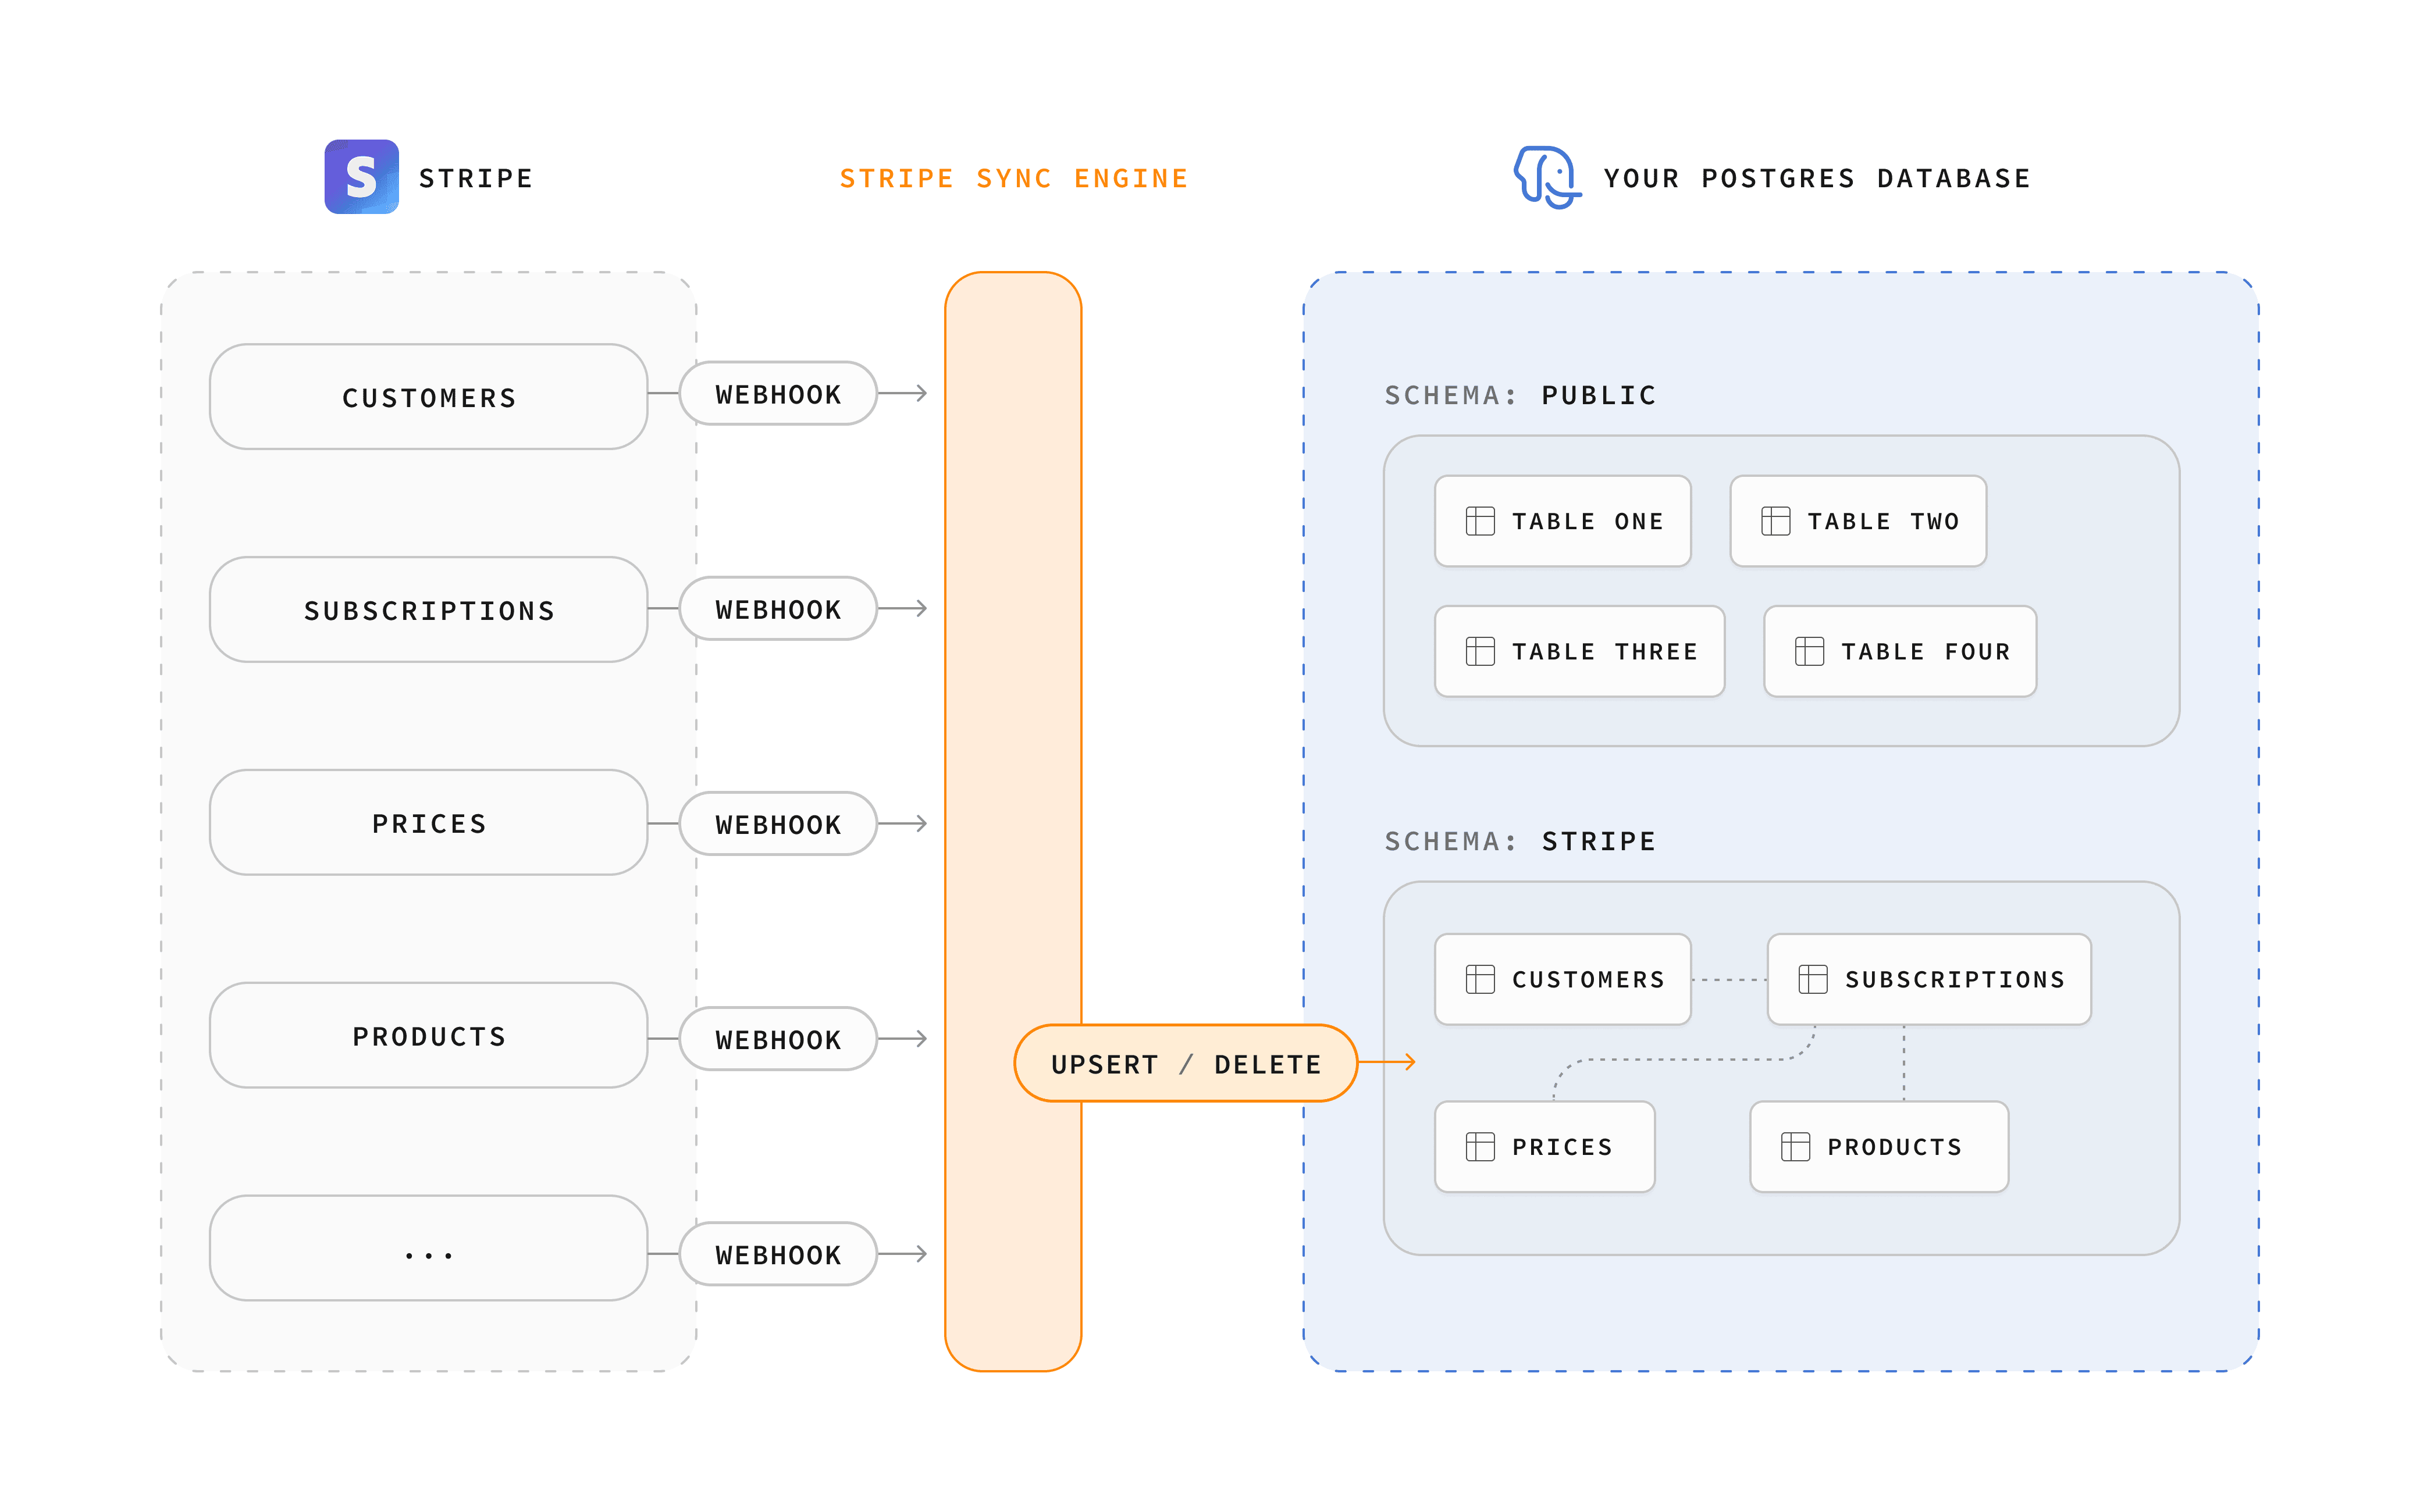 S STRIPE
STRIPE SYNC ENGINE
YOUR POSTGRES DATABASE
CUSTOMERS
WEBHOOK
SUBSCRIPTIONS
WEBHOOK
PRICES
WEBHOOK
PRODUCTS
WEBHOOK
...
WEBHOOK
UPSERT / DELETE
SCHEMA: PUBLIC
TABLE ONE
TABLE TWO
TABLE THREE
TABLE FOUR
SCHEMA: STRIPE
CUSTOMERS
SUBSCRIPTIONS
PRICES
PRODUCTS